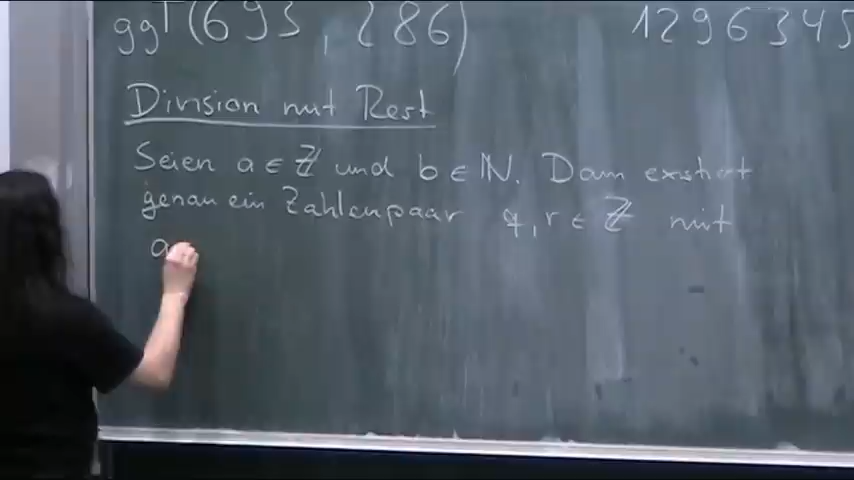 ggT(693, 286) 1296345
Division mit Rest
Seien a ∈ ℤ und b ∈ ℕ. Dann existiert
genau ein Zahlenpaar q, r ∈ ℤ mit
a